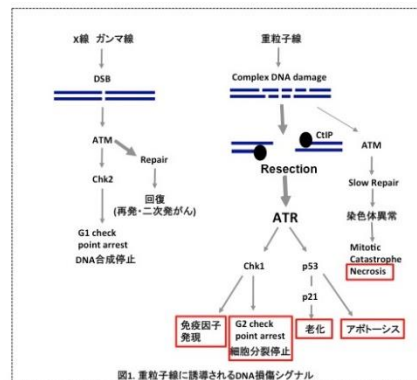 X線 ガンマ線
DSB
ATM
Repair
Chk2
回復
(再発・二次発がん)
G1 check
point arrest
DNA合成停止
重粒子線
Complex DNA damage
CtIP
Resection
ATM
Slow Repair
染色体異常
Mitotic
Catastrophe
Necrosis
ATR
Chk1
p53
p21
免疫因子
発現
G2 check
point arrest
細胞分裂停止
老化
アポトーシス
図1. 重粒子線に誘導されるDNA損傷シグナル